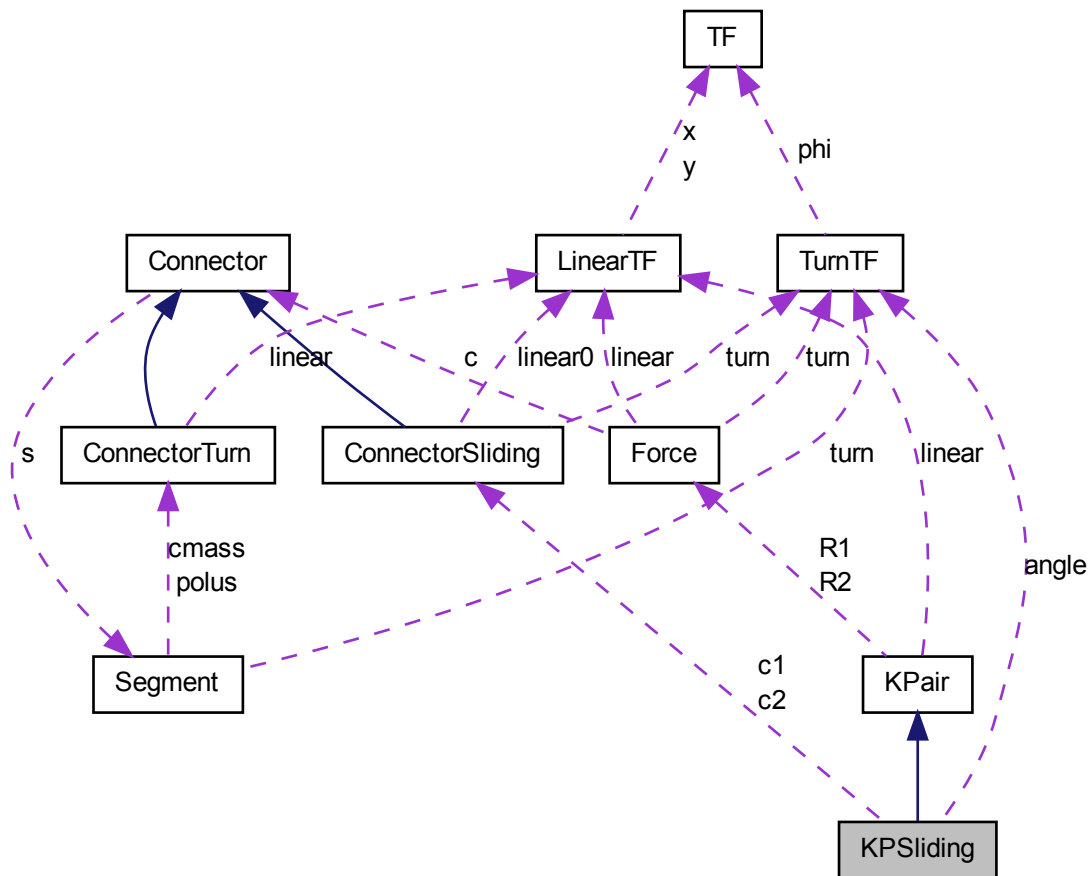 TF
x
y
phi
Connector
LinearTF
TurnTF
linear
c
linear0
linear
turn
turn
s
ConnectorTurn
ConnectorSliding
Force
turn
linear
cmass
polus
R1
R2
angle
Segment
c1
c2
KPair
KPSliding